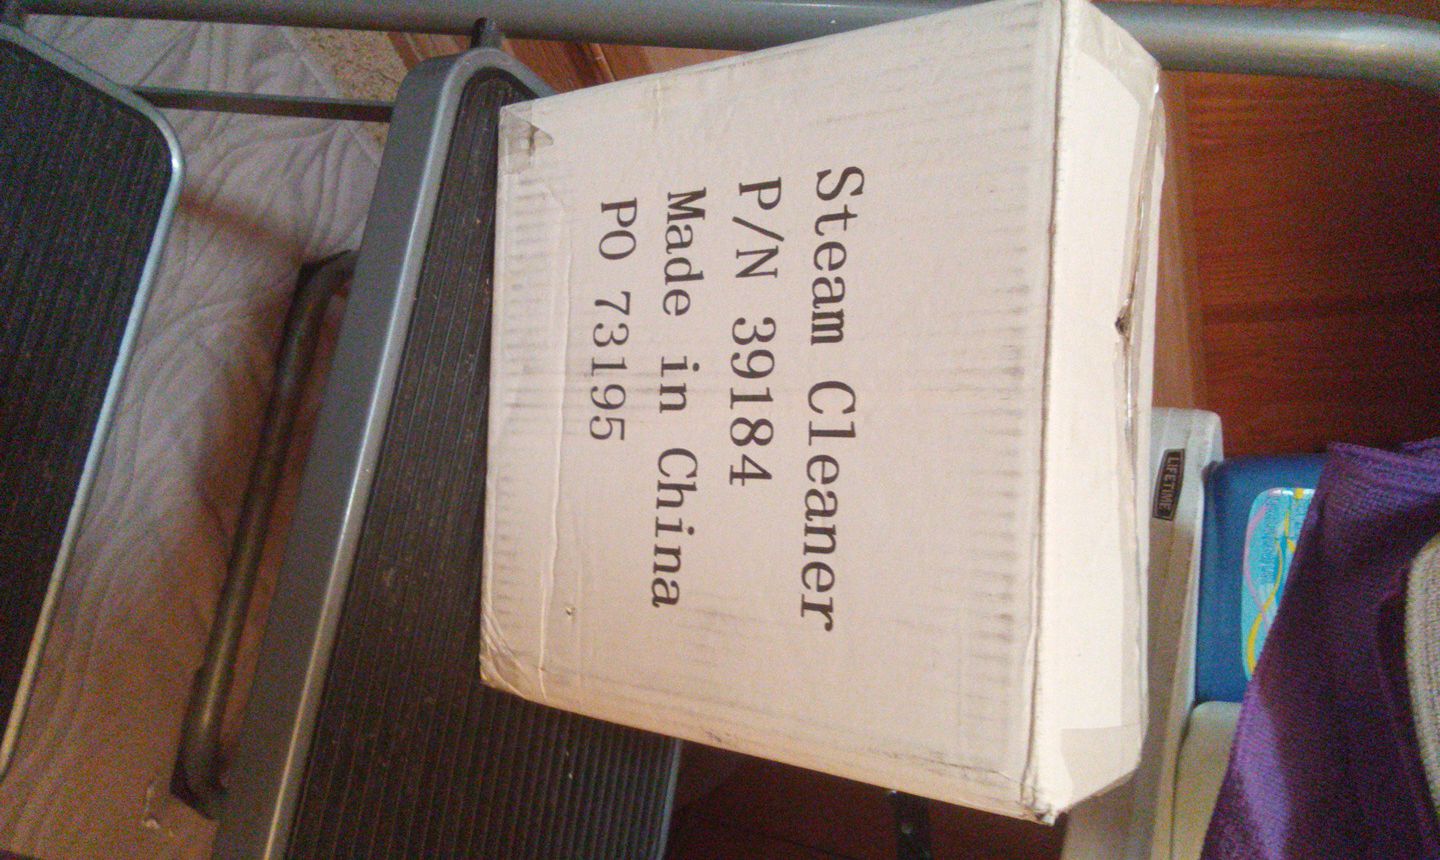 Steam Cleaner
P/N 39184
Made in China
PO 73195
LIFETIME